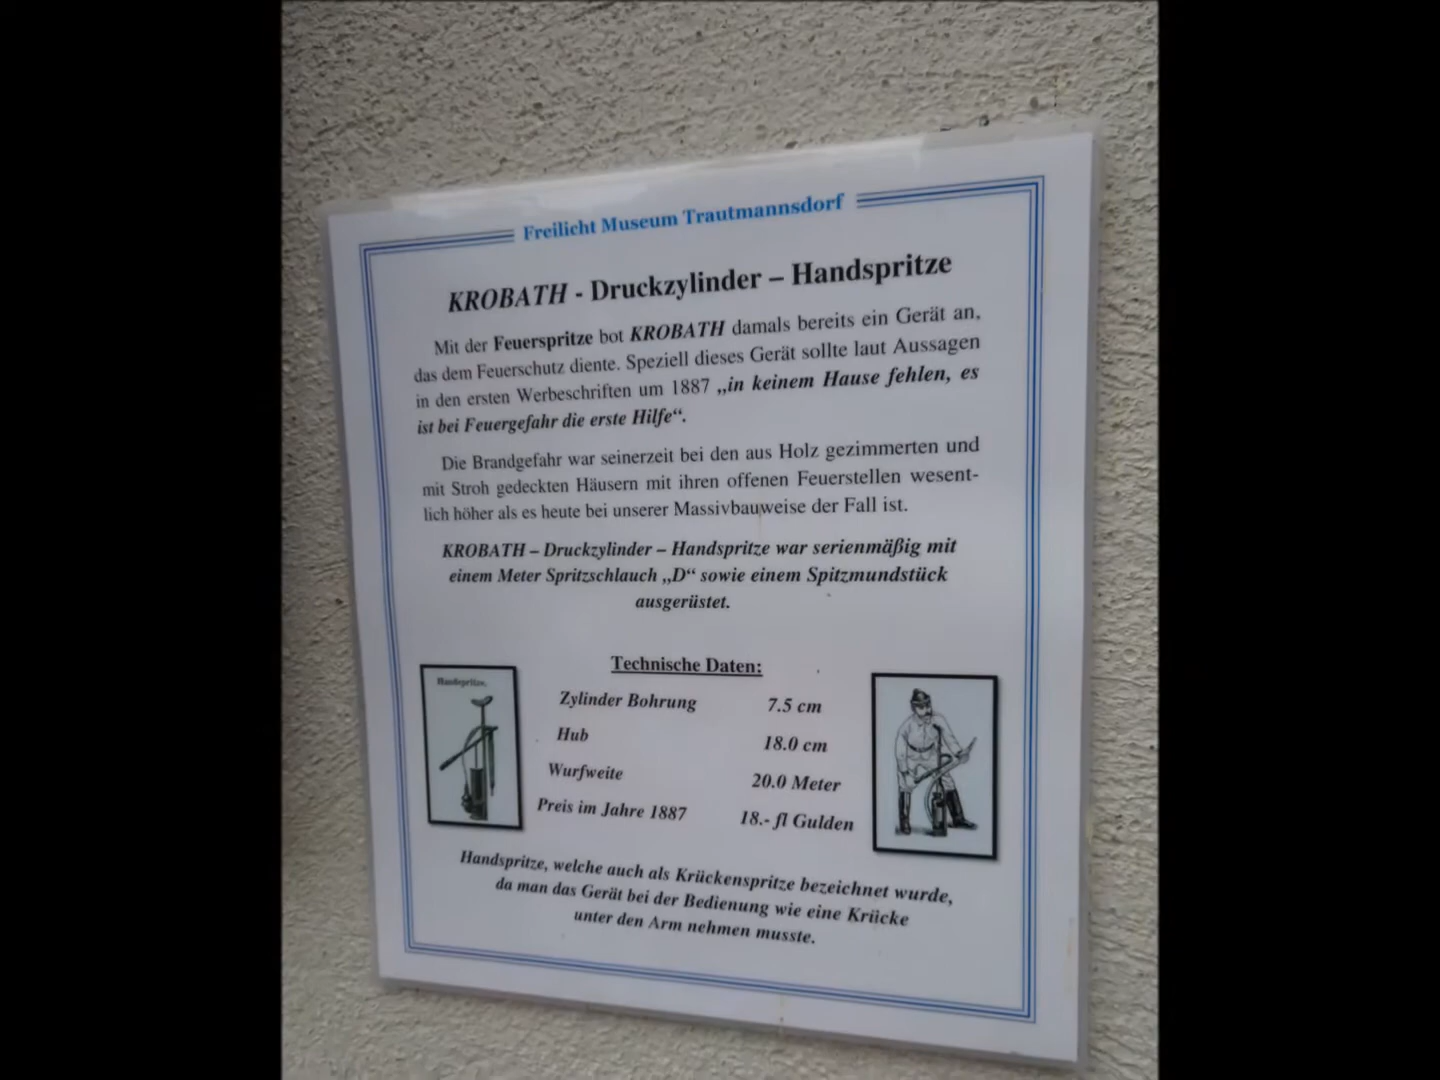 Freilicht Museum Trautmannsdorf
KROBATH - Druckzylinder – Handspritze
Mit der Feuerspritze bot KROBATH damals bereits ein Gerät an,
das dem Feuerschutz diente. Speziell dieses Gerät sollte laut Aussagen
in den ersten Werbeschriften um 1887 „in keinem Hause fehlen, es
ist bei Feuergefahr die erste Hilfe“.
Die Brandgefahr war seinerzeit bei den aus Holz gezimmerten und
mit Stroh gedeckten Häusern mit ihren offenen Feuerstellen wesent-
lich höher als es heute bei unserer Massivbauweise der Fall ist.
KROBATH – Druckzylinder – Handspritze war serienmäßig mit
einem Meter Spritzschlauch „D“ sowie einem Spitzmundstück
ausgerüstet.
Technische Daten:
Handspritze.
Zylinder Bohrung 7.5 cm
Hub 18.0 cm
Wurfweite 20.0 Meter
Preis im Jahre 1887 18.- fl Gulden
Handspritze, welche auch als Krückenspritze bezeichnet wurde,
da man das Gerät bei der Bedienung wie eine Krücke
unter den Arm nehmen musste.